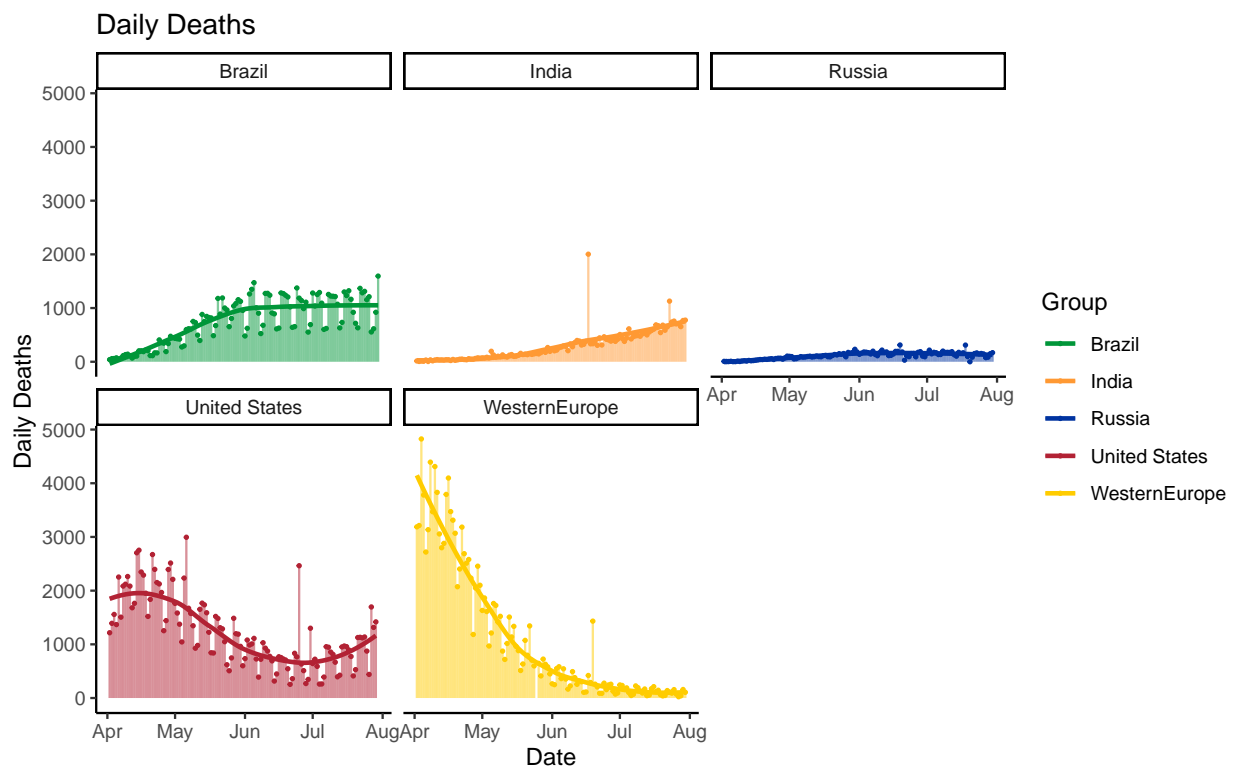 Daily Deaths
Brazil
India
Russia
5000
4000
3000
2000
1000
0
Apr May Jun Jul Aug
United States
WesternEurope
5000
4000
3000
2000
1000
0
Apr May Jun Jul Aug
Apr May Jun Jul Aug
Daily Deaths
Date
Group
Brazil
India
Russia
United States
WesternEurope